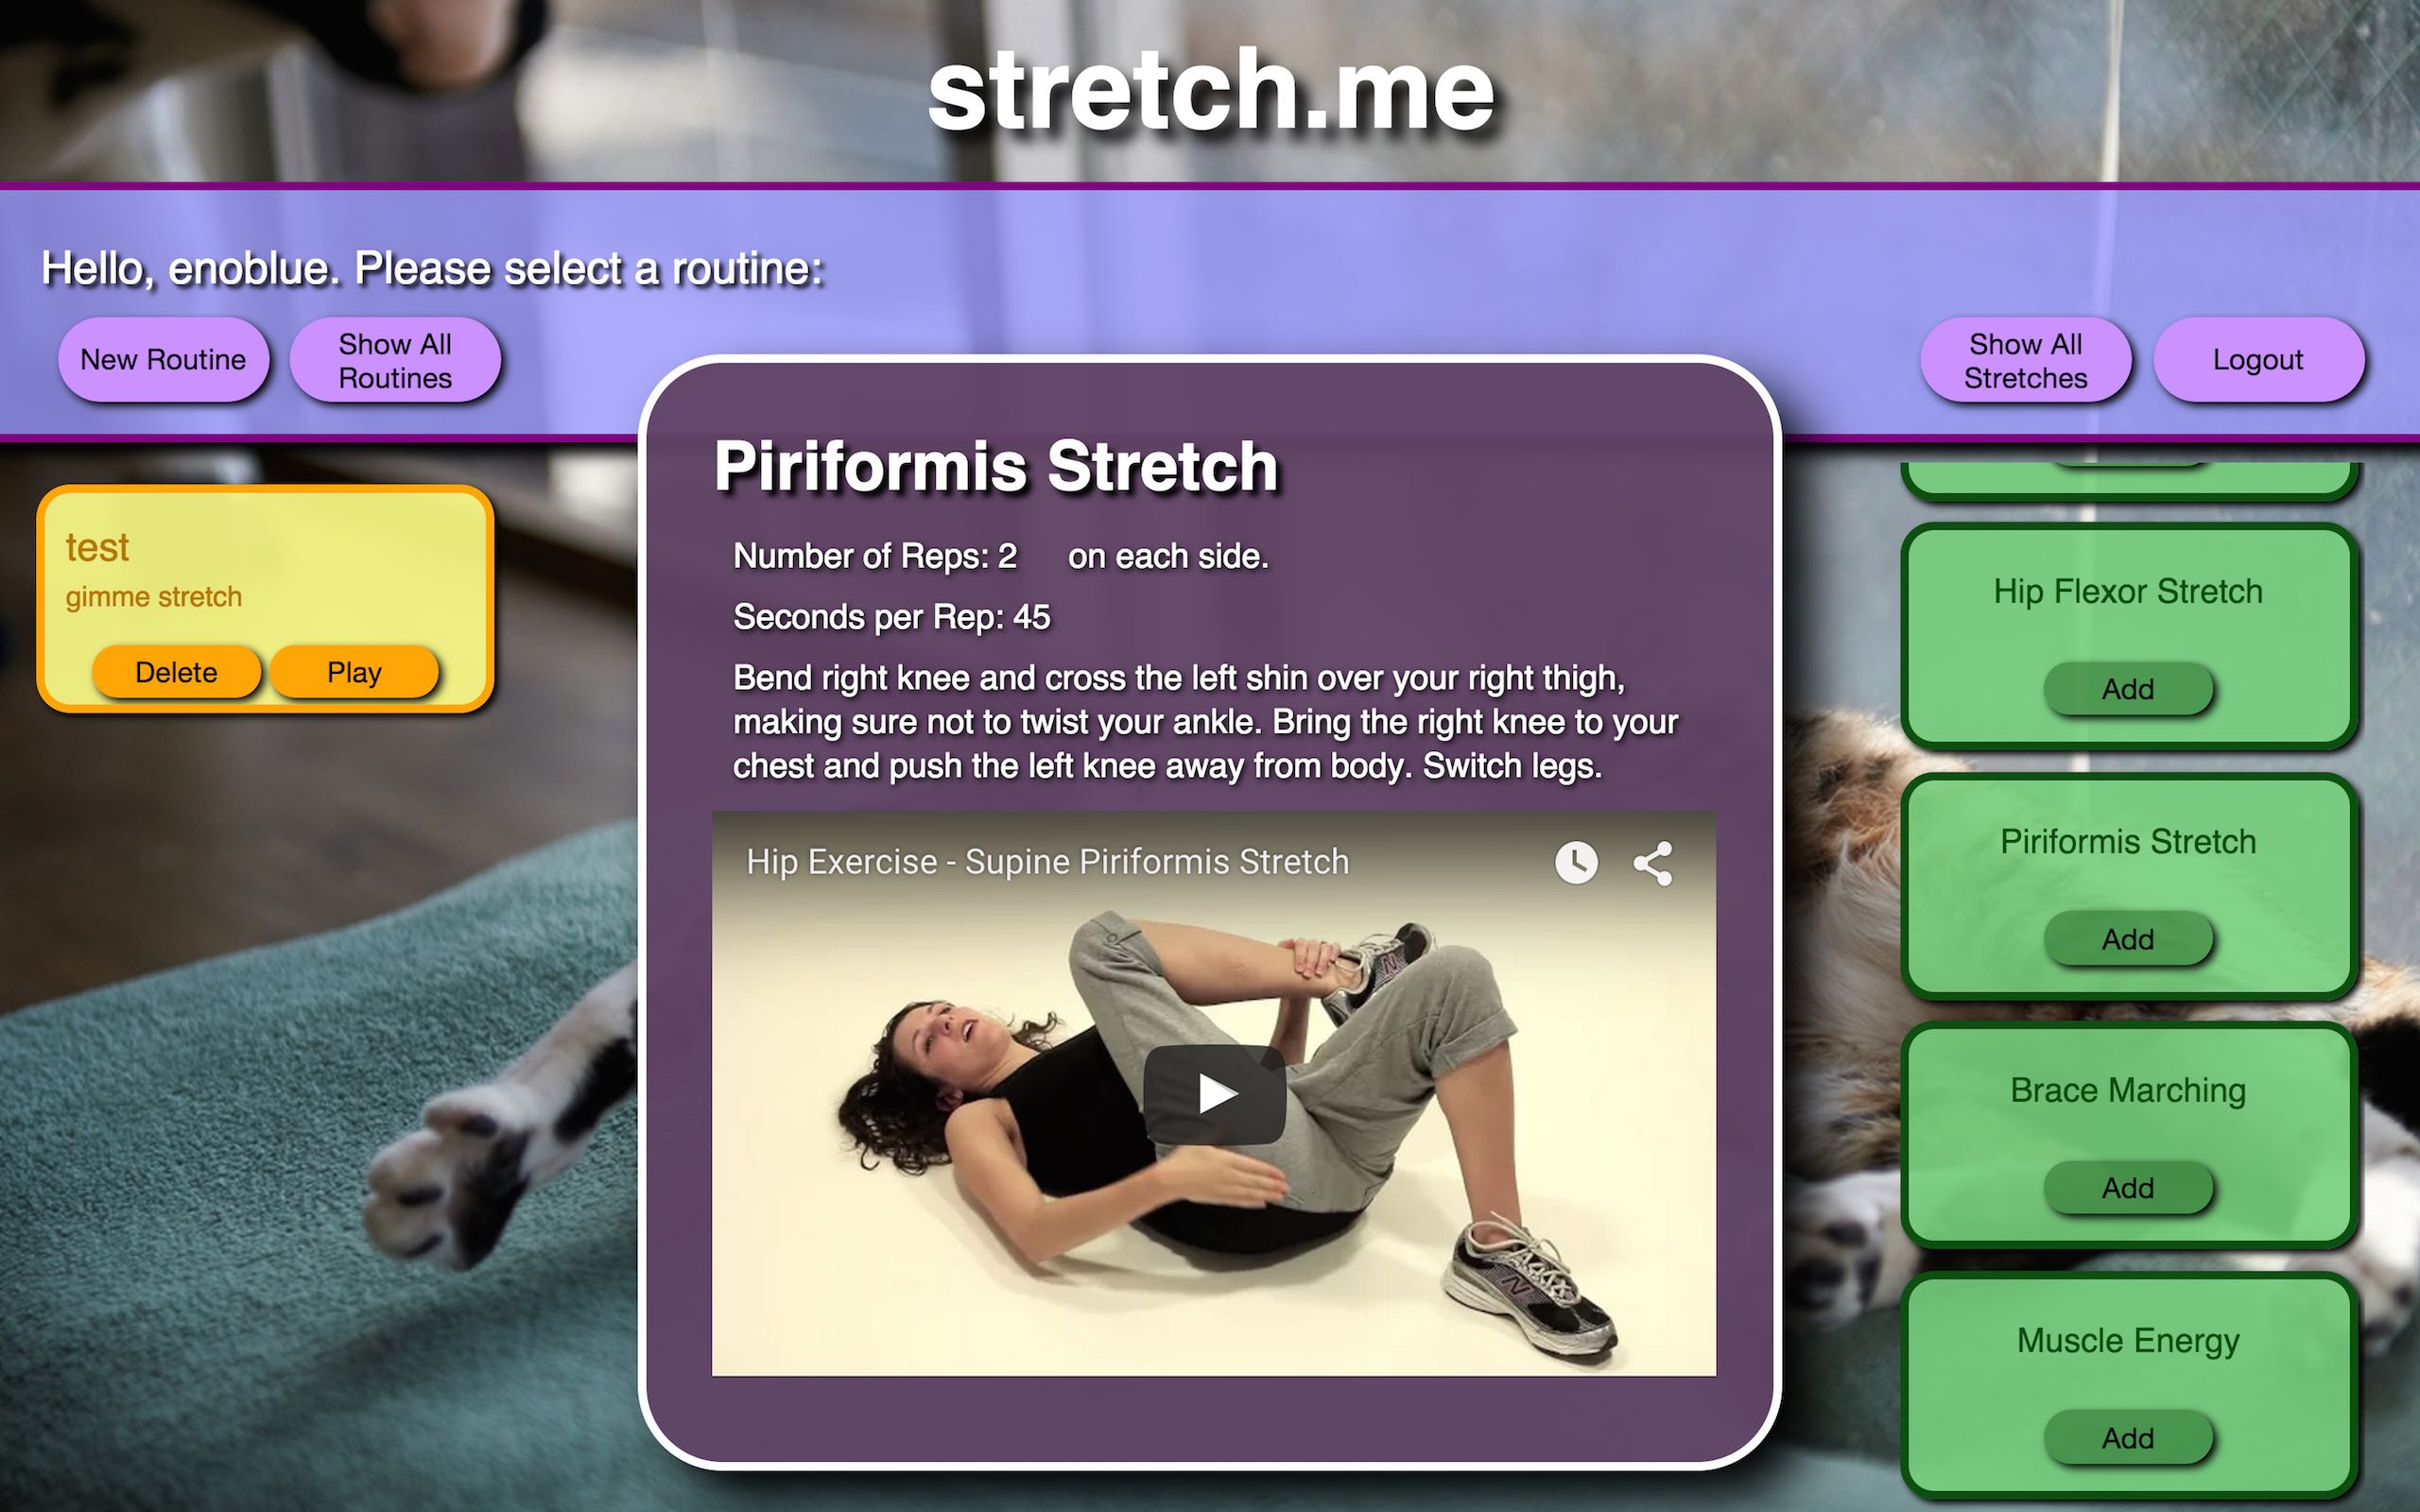 stretch.me
Hello, enoblue. Please select a routine:
New Routine
Show All
Routines
Show All
Stretches
Logout
test
gimme stretch
Delete
Play
Piriformis Stretch
Number of Reps: 2 on each side.
Seconds per Rep: 45
Bend right knee and cross the left shin over your right thigh,
making sure not to twist your ankle. Bring the right knee to your
chest and push the left knee away from body. Switch legs.
Hip Exercise - Supine Piriformis Stretch
N
N
Hip Flexor Stretch
Add
Piriformis Stretch
Add
Brace Marching
Add
Muscle Energy
Add